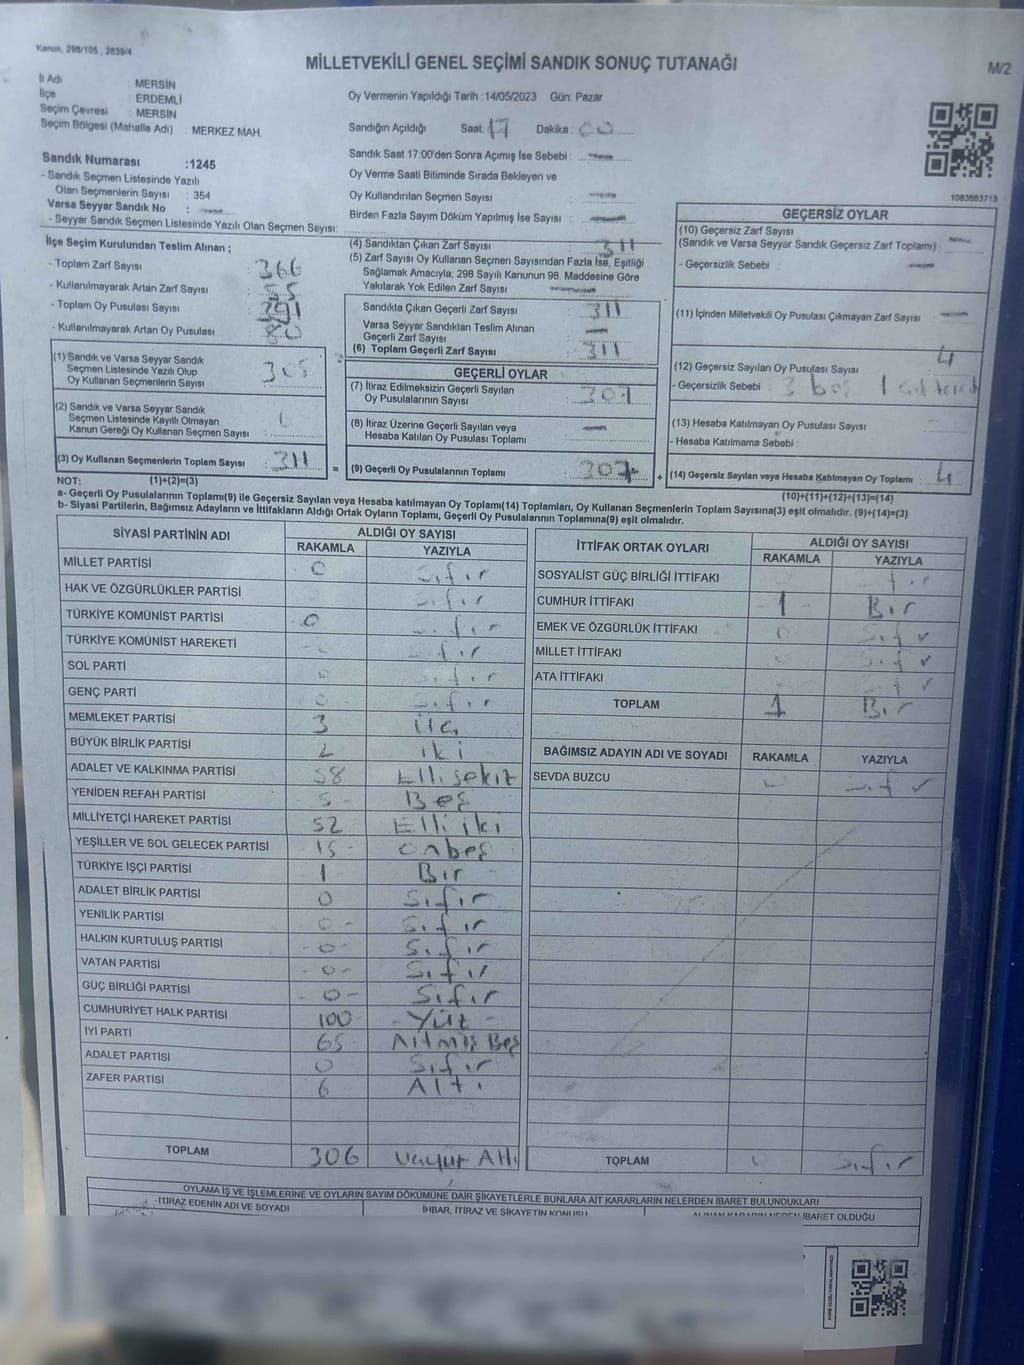 Kanun, 298/105 , 2839/4
MİLLETVEKİLİ GENEL SEÇİMİ SANDIK SONUÇ TUTANAĞI
M/2
İl Adı : MERSİN
İlçe : ERDEMLİ
Seçim Çevresi : MERSİN
Seçim Bölgesi (Mahalle Adı) : MERKEZ MAH.
Oy Vermenin Yapıldığı Tarih :14/05/2023 Gün: Pazar
Sandığın Açıldığı Saat: 17 Dakika : 00
Sandık Saat 17:00'den Sonra Açımış İse Sebebi :
Oy Verme Saati Bitiminde Sırada Bekleyen ve
Oy Kullandırılan Seçmen Sayısı :
Birden Fazla Sayım Döküm Yapılmış İse Sayısı :
Sandık Numarası :1245
- Sandık Seçmen Listesinde Yazılı
Olan Seçmenlerin Sayısı : 354
Varsa Seyyar Sandık No :
- Seyyar Sandık Seçmen Listesinde Yazılı Olan Seçmen Sayısı:
1083663713
İlçe Seçim Kurulundan Teslim Alınan ;
- Toplam Zarf Sayısı : 366
- Kullanılmayarak Artan Zarf Sayısı : 55
- Toplam Oy Pusulası Sayısı :
- Kullanılmayarak Artan Oy Pusulası : 80
(1) Sandık ve Varsa Seyyar Sandık
Seçmen Listesinde Yazılı Olup
Oy Kullanan Seçmenlerin Sayısı : 305
(2) Sandık ve Varsa Seyyar Sandık
Seçmen Listesinde Kayıtlı Olmayan
Kanun Gereği Oy Kullanan Seçmen Sayısı :
(3) Oy Kullanan Seçmenlerin Toplam Sayısı : 311
(4) Sandıktan Çıkan Zarf Sayısı : 311
(5) Zarf Sayısı Oy Kullanan Seçmen Sayısından Fazla İse, Eşitliği
Sağlamak Amacıyla; 298 Sayılı Kanunun 98. Maddesine Göre
Yakılarak Yok Edilen Zarf Sayısı :
Sandıkta Çıkan Geçerli Zarf Sayısı : 311
Varsa Seyyar Sandıktan Teslim Alınan
Geçerli Zarf Sayısı :
(6) Toplam Geçerli Zarf Sayısı : 311
GEÇERLİ OYLAR
(7) İtiraz Edilmeksizin Geçerli Sayılan
Oy Pusulalarının Sayısı : 307
(8) İtiraz Üzerine Geçerli Sayılan veya
Hesaba Katılan Oy Pusulası Toplamı :
= (9) Geçerli Oy Pusulalarının Toplamı : 307
GEÇERSİZ OYLAR
(10) Geçersiz Zarf Sayısı
(Sandık ve Varsa Seyyar Sandık Geçersiz Zarf Toplamı) :
- Geçersizlik Sebebi :
(11) İçinden Milletvekili Oy Pusulası Çıkmayan Zarf Sayısı :
(12) Geçersiz Sayılan Oy Pusulası Sayısı : 4
- Geçersizlik Sebebi : 3 boş 1
(13) Hesaba Katılmayan Oy Pusulası Sayısı :
- Hesaba Katılmama Sebebi :
+ (14) Geçersiz Sayılan veya Hesaba Katılmayan Oy Toplamı : 4
NOT: (1)+(2)=(3)
(10)+(11)+(12)+(13)=(14)
a- Geçerli Oy Pusulalarının Toplamı(9) ile Geçersiz Sayılan veya Hesaba katılmayan Oy Toplamı(14) Toplamları, Oy Kullanan Seçmenlerin Toplam Sayısına(3) eşit olmalıdır. (9)+(14)=(3)
b- Siyasi Partilerin, Bağımsız Adayların ve İttifakların Aldığı Ortak Oyların Toplamı, Geçerli Oy Pusulalarının Toplamına(9) eşit olmalıdır.
SİYASİ PARTİNİN ADI ALDIĞI OY SAYISI
RAKAMLA YAZIYLA
MİLLET PARTİSİ 0 Sıfır
HAK VE ÖZGÜRLÜKLER PARTİSİ Sıfır
TÜRKİYE KOMÜNİST PARTİSİ 0 Sıfır
TÜRKİYE KOMÜNİST HAREKETİ Sıfır
SOL PARTİ 0 Sıfır
GENÇ PARTİ 0 Sıfır
MEMLEKET PARTİSİ 3 üç
BÜYÜK BİRLİK PARTİSİ 2 iki
ADALET VE KALKINMA PARTİSİ 58 Ellisekiz
YENİDEN REFAH PARTİSİ 5 Beş
MİLLİYETÇİ HAREKET PARTİSİ 52 Elli iki
YEŞİLLER VE SOL GELECEK PARTİSİ 15 onbeş
TÜRKİYE İŞÇİ PARTİSİ 1 Bir
ADALET BİRLİK PARTİSİ 0 Sıfır
YENİLİK PARTİSİ 0 - Sıfır
HALKIN KURTULUŞ PARTİSİ -0- Sıfır
VATAN PARTİSİ -0- Sıfır
GÜÇ BİRLİĞİ PARTİSİ -0- Sıfır
CUMHURİYET HALK PARTİSİ 100 - Yüz -
İYİ PARTİ 65 Altmış Beş
ADALET PARTİSİ 0 Sıfır
ZAFER PARTİSİ 6 Altı
TOPLAM 306 Altı
İTTİFAK ORTAK OYLARI ALDIĞI OY SAYISI
RAKAMLA YAZIYLA
SOSYALİST GÜÇ BİRLİĞİ İTTİFAKI
CUMHUR İTTİFAKI 1 Bir
EMEK VE ÖZGÜRLÜK İTTİFAKI 0 Sıfır
MİLLET İTTİFAKI Sıfır
ATA İTTİFAKI
TOPLAM 1 Bir
BAĞIMSIZ ADAYIN ADI VE SOYADI RAKAMLA YAZIYLA
SEVDA BUZCU Sıfır
TOPLAM Sıfır
OYLAMA İŞ VE İŞLEMLERİNE VE OYLARIN SAYIM DÖKÜMÜNE DAİR ŞİKAYETLERLE BUNLARA AİT KARARLARIN NELERDEN İBARET BULUNDUKLARI
İTİRAZ EDENİN ADI VE SOYADI İHBAR, İTİRAZ VE ŞİKAYETİN KONUSU ALINAN KARARIN NEDEN İBARET OLDUĞU